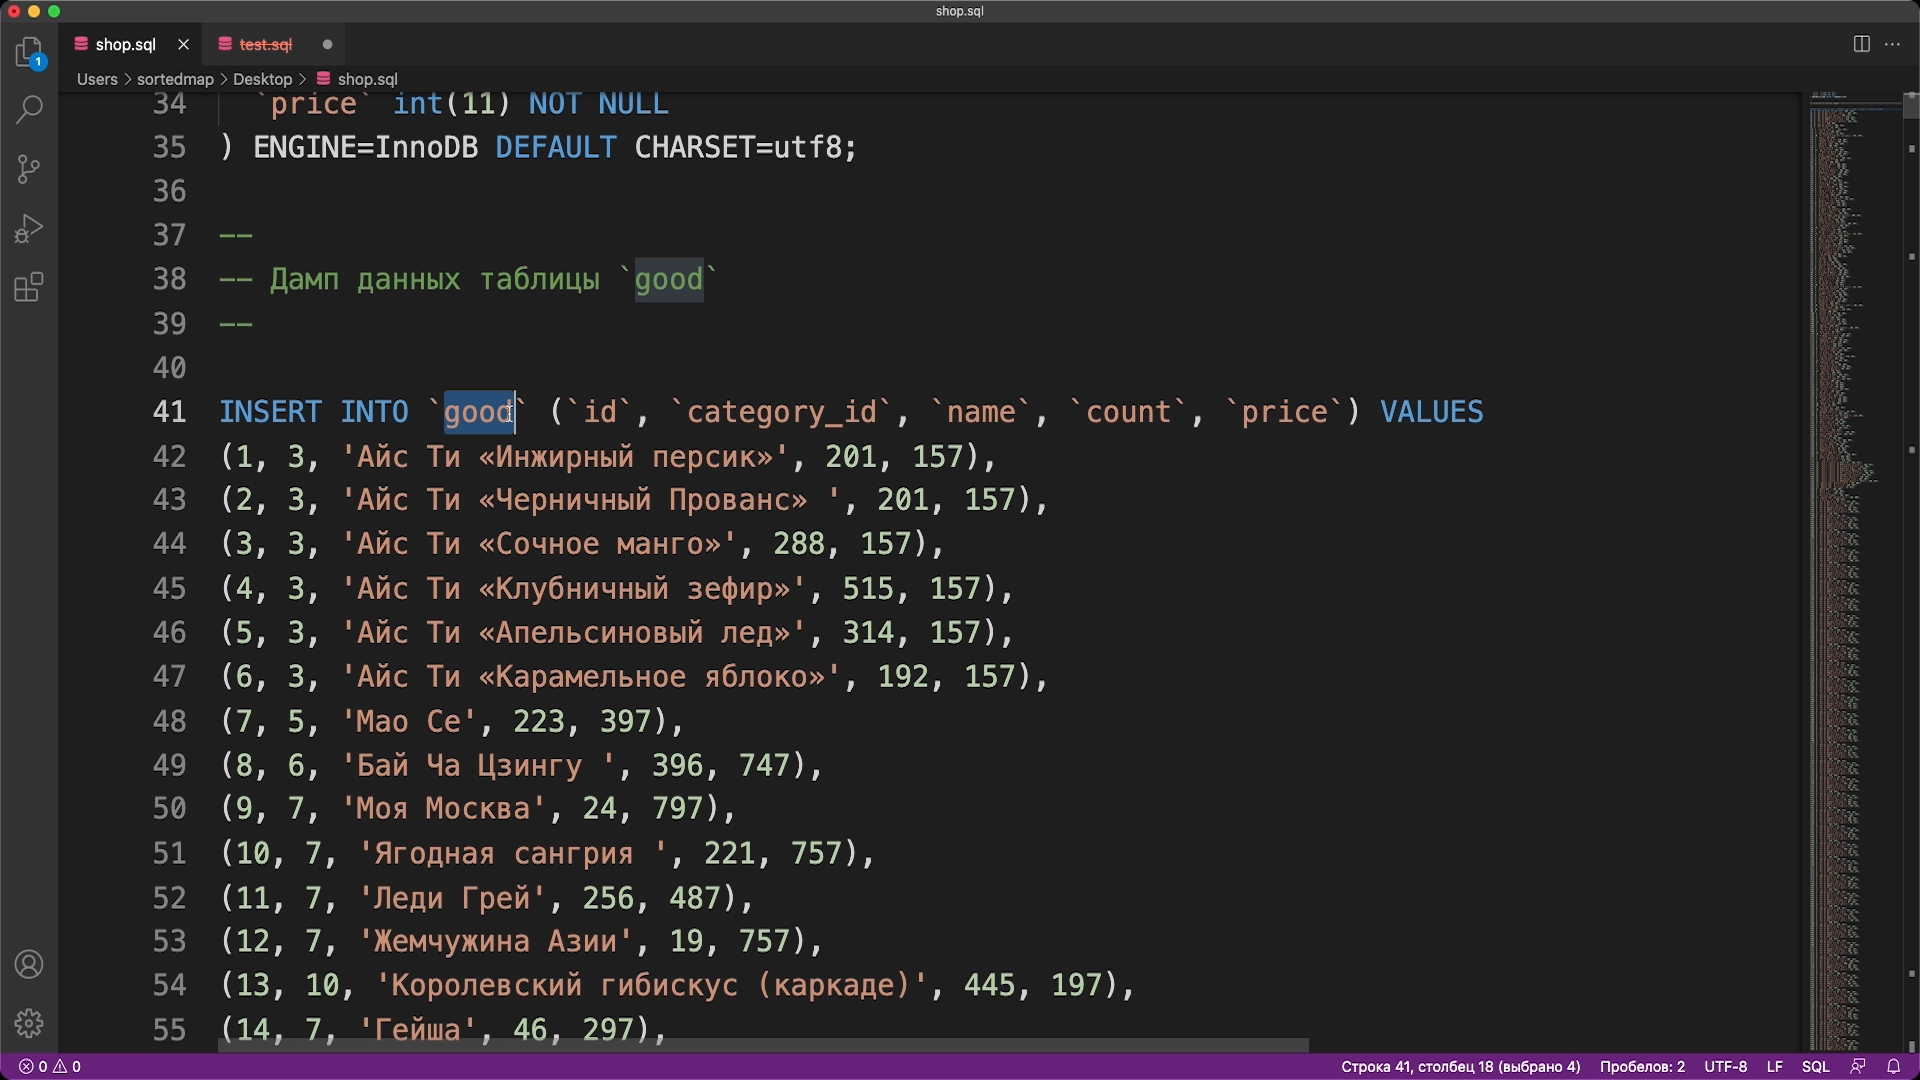 shop.sql
shop.sql test.sql
Users > sortedmap > Desktop > shop.sql
1
34 `price` int(11) NOT NULL
35 ) ENGINE=InnoDB DEFAULT CHARSET=utf8;
36
37 --
38 -- Дамп данных таблицы `good`
39 --
40
41 INSERT INTO `good` (`id`, `category_id`, `name`, `count`, `price`) VALUES
42 (1, 3, 'Айс Ти «Инжирный персик»', 201, 157),
43 (2, 3, 'Айс Ти «Черничный Прованс» ', 201, 157),
44 (3, 3, 'Айс Ти «Сочное манго»', 288, 157),
45 (4, 3, 'Айс Ти «Клубничный зефир»', 515, 157),
46 (5, 3, 'Айс Ти «Апельсиновый лед»', 314, 157),
47 (6, 3, 'Айс Ти «Карамельное яблоко»', 192, 157),
48 (7, 5, 'Мао Се', 223, 397),
49 (8, 6, 'Бай Ча Цзингу ', 396, 747),
50 (9, 7, 'Моя Москва', 24, 797),
51 (10, 7, 'Ягодная сангрия ', 221, 757),
52 (11, 7, 'Леди Грей', 256, 487),
53 (12, 7, 'Жемчужина Азии', 19, 757),
54 (13, 10, 'Королевский гибискус (каркаде)', 445, 197),
55 (14, 7, 'Гейша', 46, 297),
0 0 Строка 41, столбец 18 (выбрано 4) Пробелов: 2 UTF-8 LF SQL